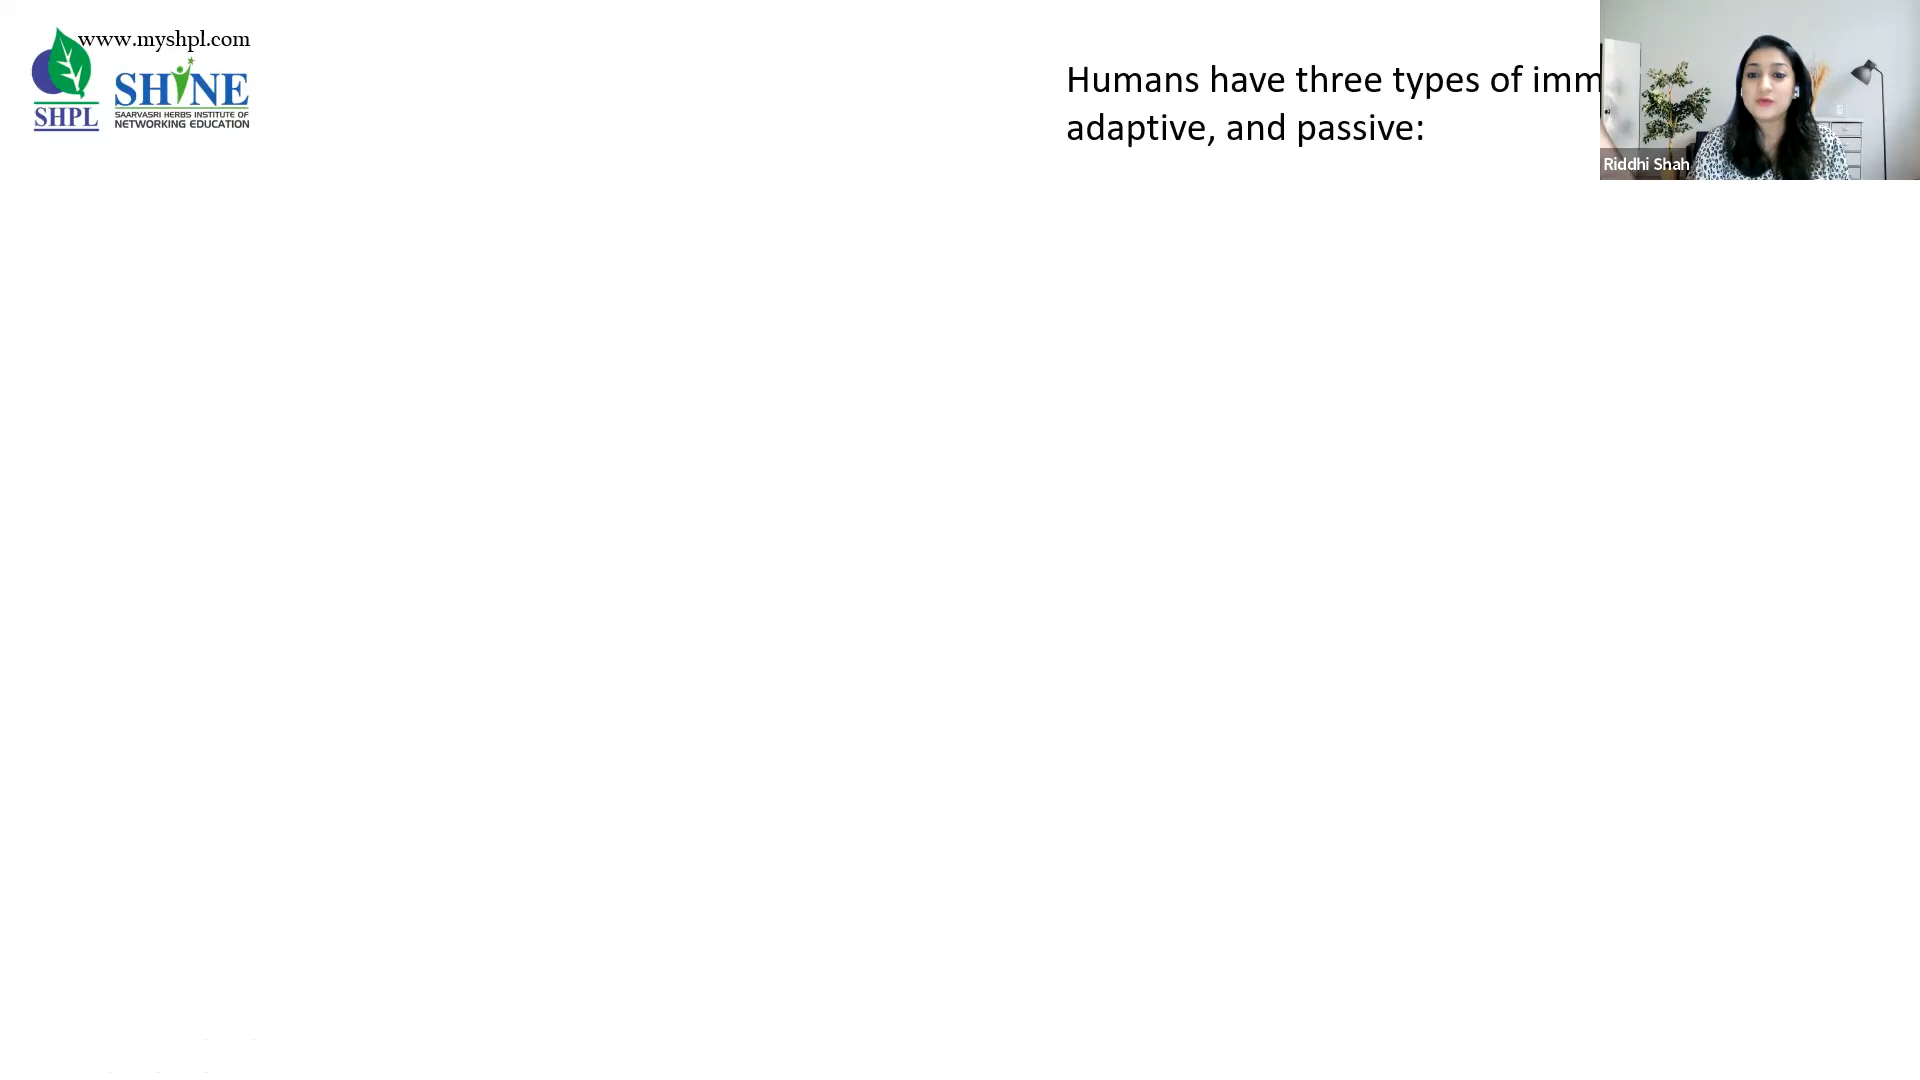 www.myshpl.com
SHPL
SHINE
SAARVASRI HERBS INSTITUTE OF
NETWORKING EDUCATION
Humans have three types of imm
adaptive, and passive:
Riddhi Shah